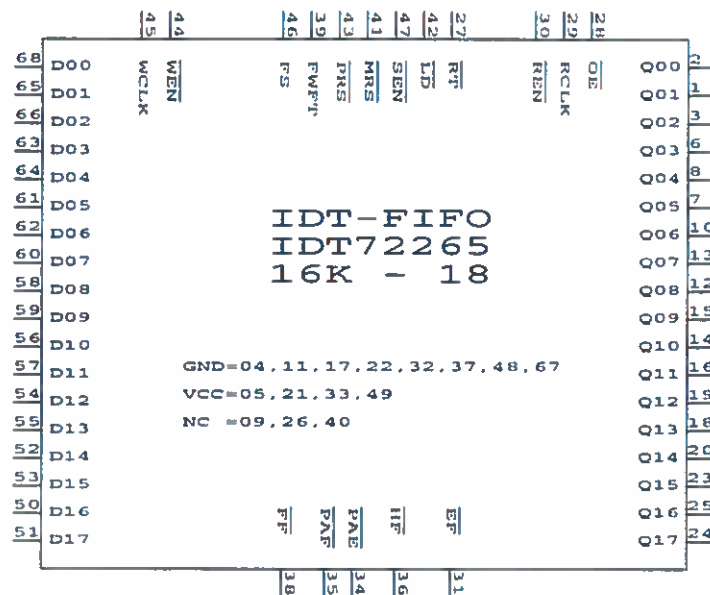 45 44 46 39 43 41 47 42 27 30 29 28
WCLK WEN FS FWFT PRS MRS SEN LD RT REN RCLK OE
68 D00 Q00 2
65 D01 Q01 1
66 D02 Q02 3
63 D03 Q03 6
64 D04 Q04 8
61 D05 Q05 7
62 D06 Q06 10
60 D07 Q07 13
58 D08 Q08 12
59 D09 Q09 15
56 D10 Q10 14
57 D11 Q11 16
54 D12 Q12 19
55 D13 Q13 18
52 D14 Q14 20
53 D15 Q15 23
50 D16 Q16 25
51 D17 Q17 24
IDT-FIFO
IDT72265
16K - 18
GND=04,11,17,22,32,37,48,67
VCC=05,21,33,49
NC =09,26,40
FF PAF PAE HF EF
38 35 34 36 31